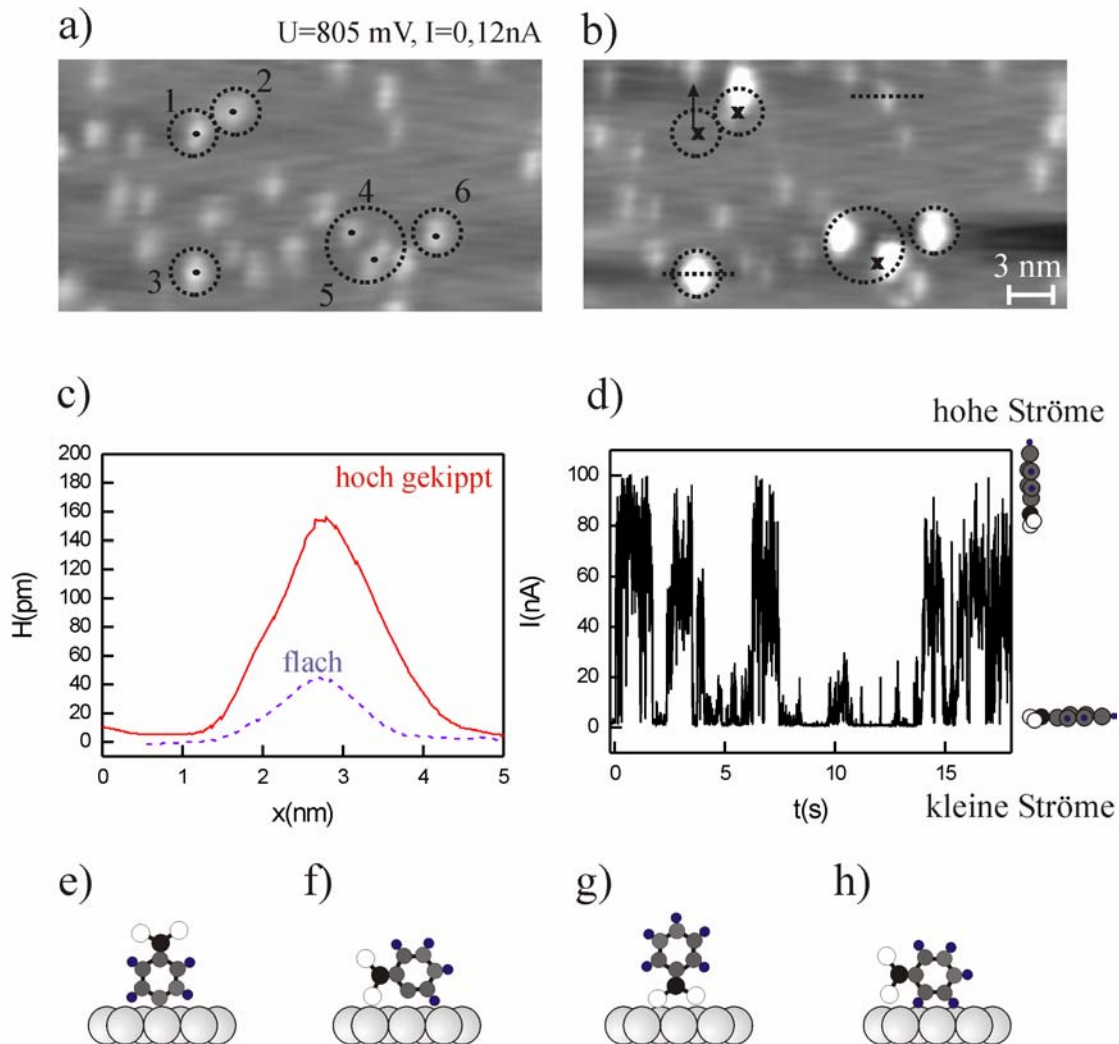 a)
U=805 mV, I=0,12nA
b)
1
2
3
4
5
6
3 nm
c)
200
180
160
140
120
100
80
60
40
20
0
H(pm)
hoch gekippt
flach
0 1 2 3 4 5
x(nm)
d)
hohe Ströme
100
80
60
40
20
0
I(nA)
0 5 10 15
t(s)
kleine Ströme
e)
f)
g)
h)